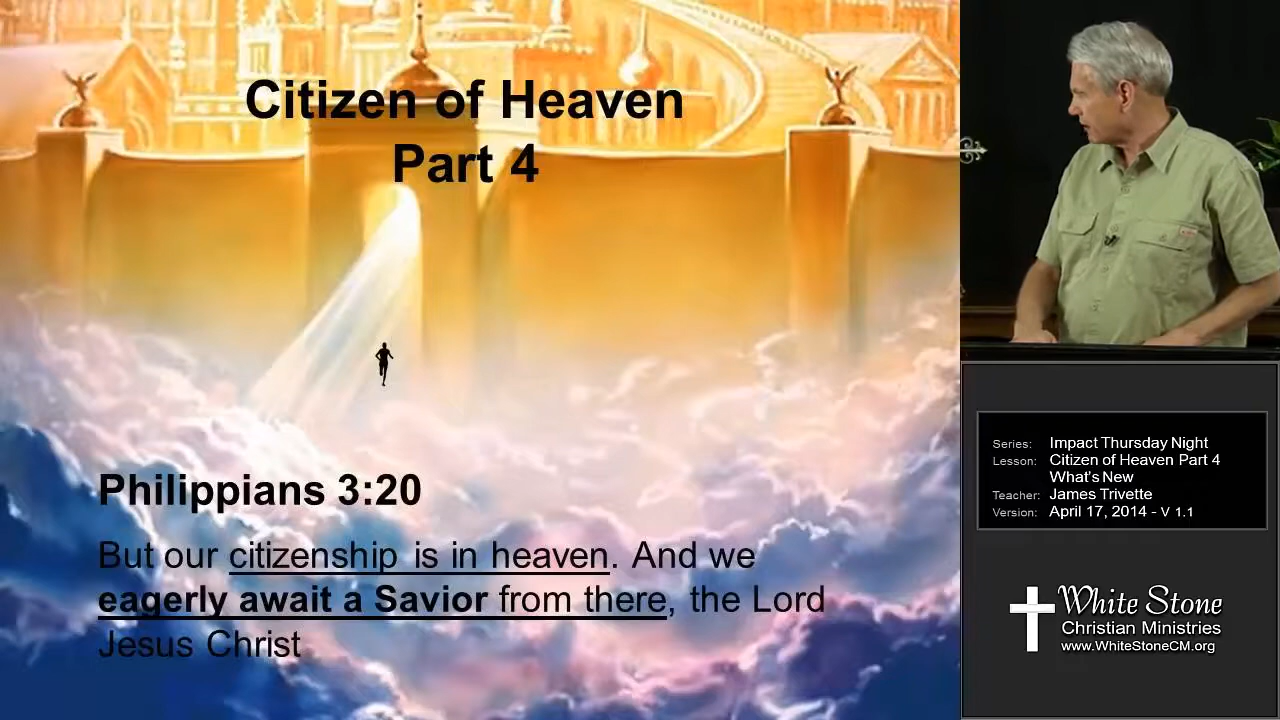 Citizen of Heaven
Part 4
Philippians 3:20
But our citizenship is in heaven. And we
eagerly await a Savior from there, the Lord
Jesus Christ
Series: Impact Thursday Night
Lesson: Citizen of Heaven Part 4
What's New
Teacher: James Trivette
Version: April 17, 2014 - V 1.1
White Stone
Christian Ministries
www.WhiteStoneCM.org